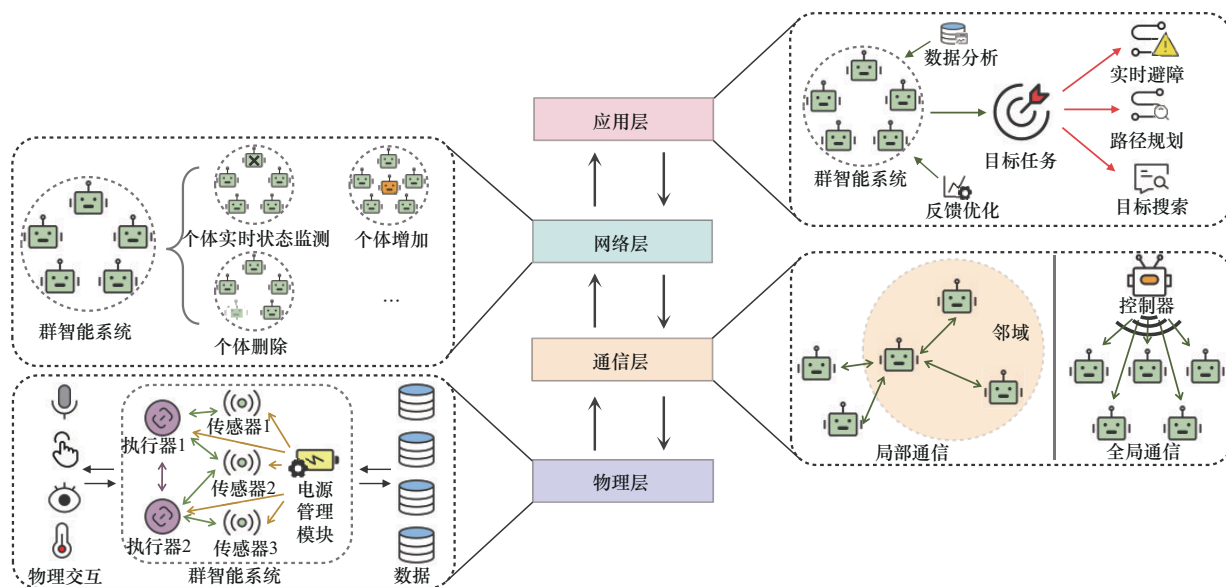 应用层
网络层
通信层
物理层
数据分析
群智能系统
反馈优化
目标任务
实时避障
路径规划
目标搜索
群智能系统
个体实时状态监测
个体增加
个体删除
…
邻域
局部通信
控制器
全局通信
物理交互
执行器1
执行器2
传感器1
传感器2
传感器3
电源
管理
模块
群智能系统
数据